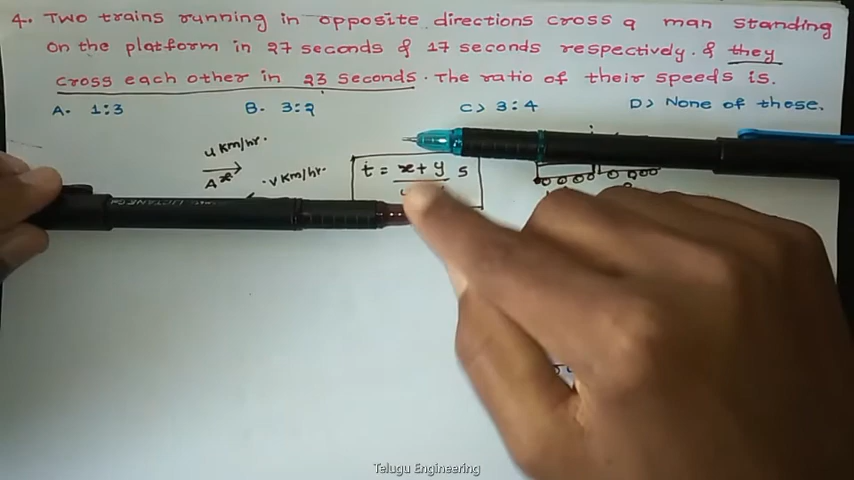 4. Two trains running in opposite directions cross a man standing
on the platform in 27 seconds & 17 seconds respectively. & they
cross each other in 23 seconds. The ratio of their speeds is.
A. 1:3 B. 3:2 C> 3:4 D> None of these.
u km/hr.
t = x+y s
A
v km/hr.
Telugu Engineering